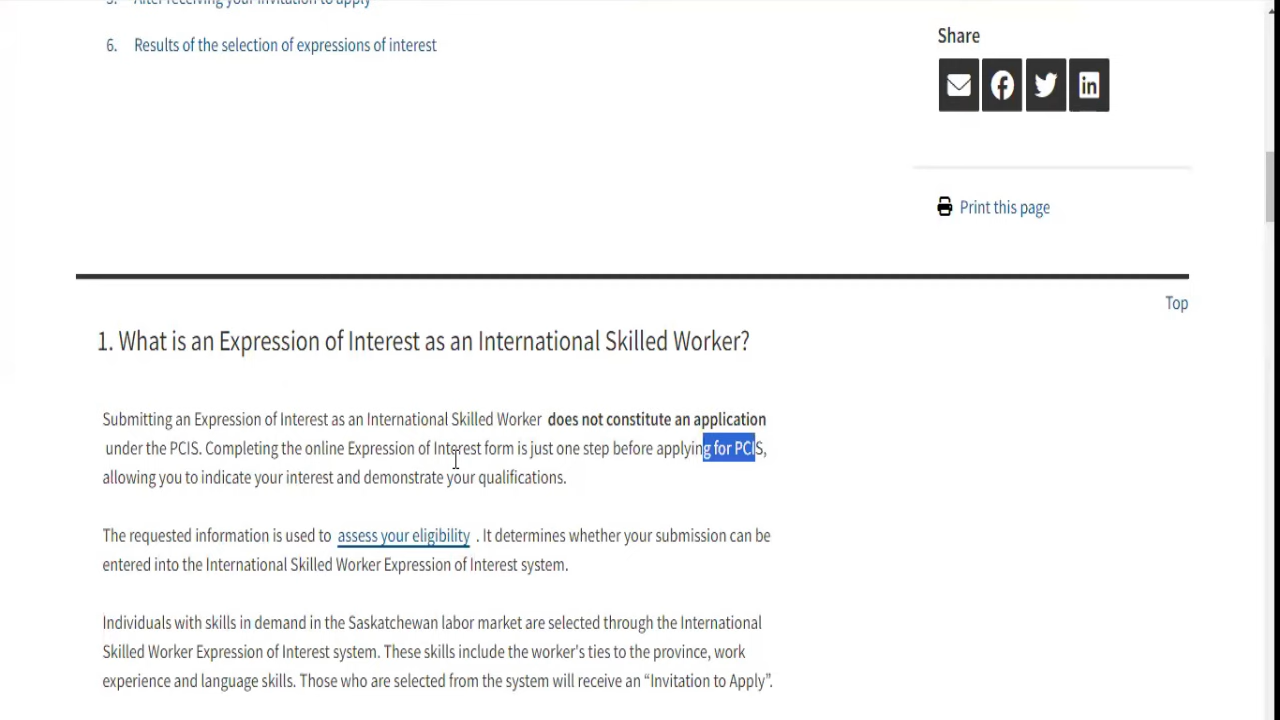 5. After receiving your invitation to apply
6. Results of the selection of expressions of interest
Share
Print this page
Top
1. What is an Expression of Interest as an International Skilled Worker?
Submitting an Expression of Interest as an International Skilled Worker does not constitute an application
under the PCIS. Completing the online Expression of Interest form is just one step before applying for PCIS,
allowing you to indicate your interest and demonstrate your qualifications.
The requested information is used to assess your eligibility . It determines whether your submission can be
entered into the International Skilled Worker Expression of Interest system.
Individuals with skills in demand in the Saskatchewan labor market are selected through the International
Skilled Worker Expression of Interest system. These skills include the worker's ties to the province, work
experience and language skills. Those who are selected from the system will receive an “Invitation to Apply”.